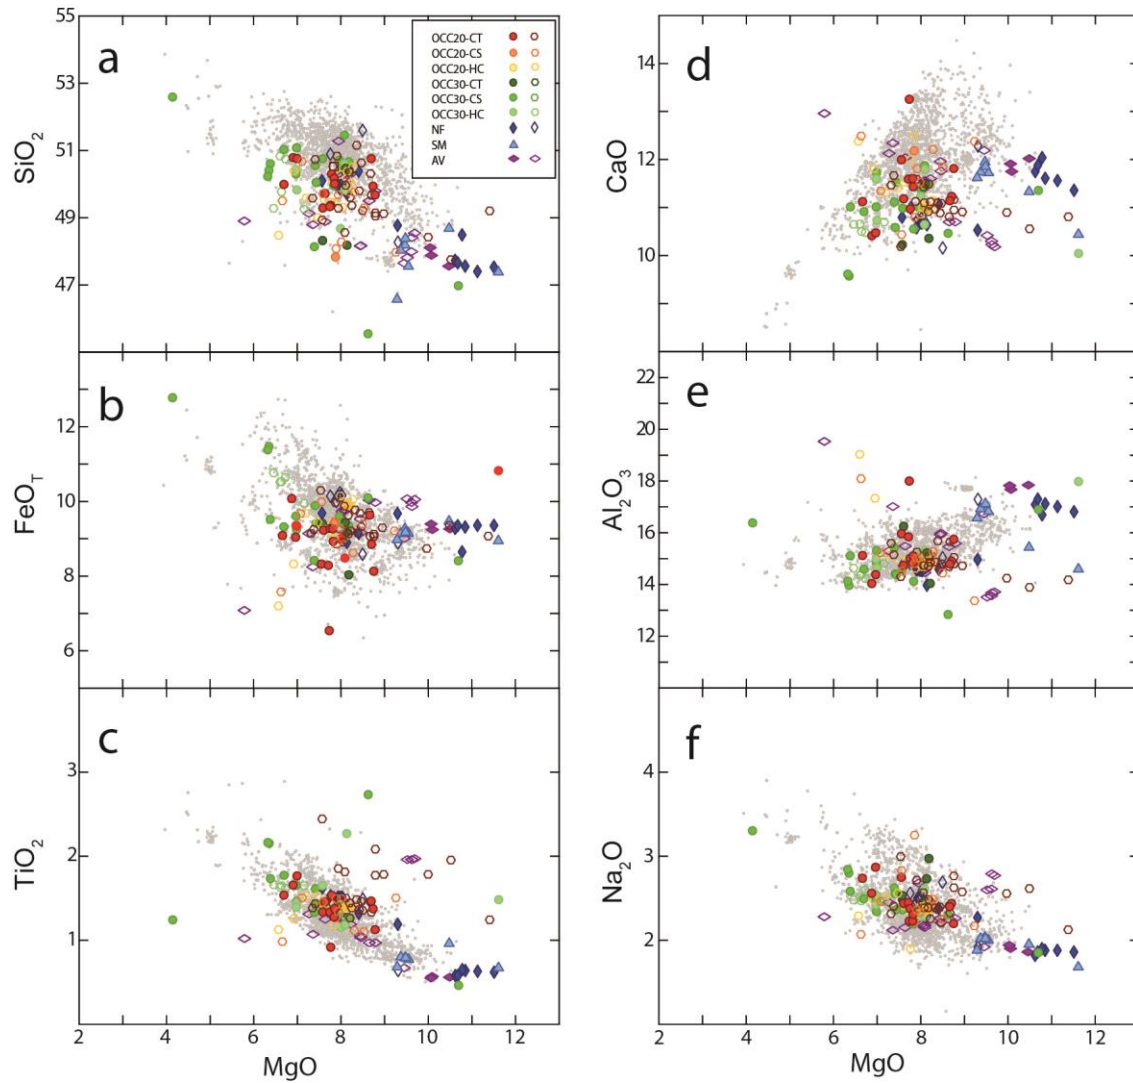 a
SiO2
55
53
51
49
47
OCC20-CT
OCC20-CS
OCC20-HC
OCC30-CT
OCC30-CS
OCC30-HC
NF
SM
AV
d
CaO
14
12
10
b
FeOT
12
10
8
6
e
Al2O3
22
20
18
16
14
12
c
TiO2
3
2
1
2 4 6 8 10 12
MgO
f
Na2O
4
3
2
2 4 6 8 10 12
MgO